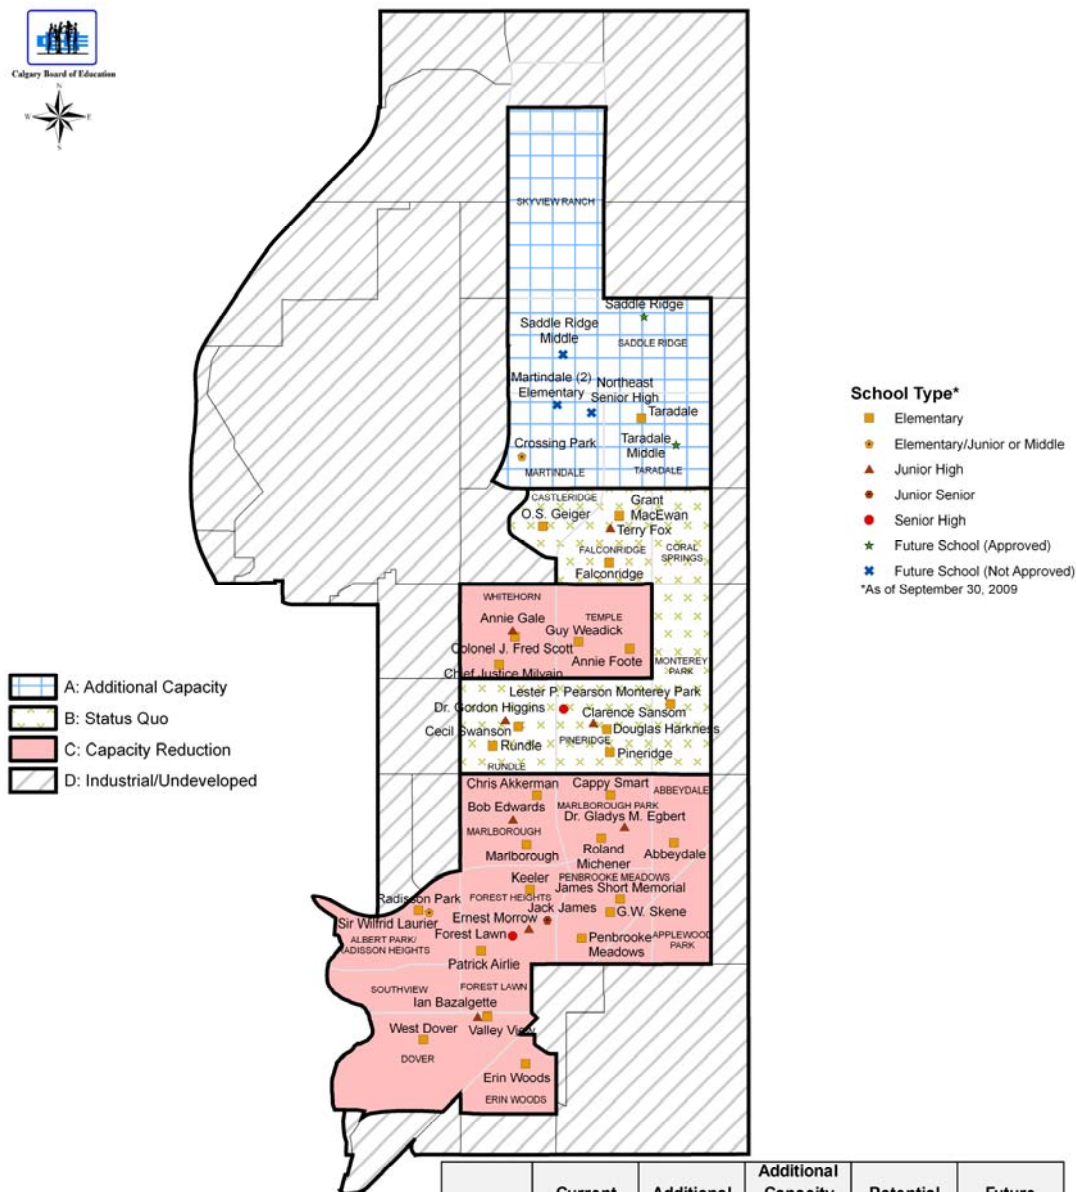 Calgary Board of Education
N
W
E
S
SKYVIEW RANCH
Saddle Ridge
Saddle Ridge
Middle
SADDLE RIDGE
Martindale (2)
Elementary
Northeast
Senior High
Taradale
Crossing Park
Taradale
Middle
MARTINDALE
TARADALE
School Type*
Elementary
Elementary/Junior or Middle
Junior High
Junior Senior
Senior High
Future School (Approved)
Future School (Not Approved)
*As of September 30, 2009
CASTLERIDGE
O.S. Geiger
Grant
MacEwan
Terry Fox
FALCONRIDGE
CORAL
SPRINGS
Falconridge
WHITEHORN
Annie Gale
TEMPLE
Guy Weadick
Colonel J. Fred Scott
Annie Foote
Chief Justice Milvain
MONTEREY
PARK
A: Additional Capacity
B: Status Quo
C: Capacity Reduction
D: Industrial/Undeveloped
Lester P. Pearson
Monterey Park
Dr. Gordon Higgins
Clarence Sansom
Cecil Swanson
Douglas Harkness
Rundle
PINERIDGE
Pineridge
RUNDLE
Chris Akkerman
Cappy Smart
ABBEYDALE
Bob Edwards
MARLBOROUGH PARK
Dr. Gladys M. Egbert
MARLBOROUGH
Marlborough
Roland
Michener
Abbeydale
Keeler
PENBROOKE MEADOWS
James Short Memorial
Radisson Park
FOREST HEIGHTS
Jack James
G.W. Skene
Sir Wilfrid Laurier
Ernest Morrow
Forest Lawn
ALBERT PARK/
RADISSON HEIGHTS
Penbrooke
Meadows
APPLEWOOD
PARK
Patrick Airlie
SOUTHVIEW
FOREST LAWN
Ian Bazalgette
West Dover
Valley View
DOVER
Erin Woods
ERIN WOODS
Additional
Current
Additional
Capacity
Potential
Future